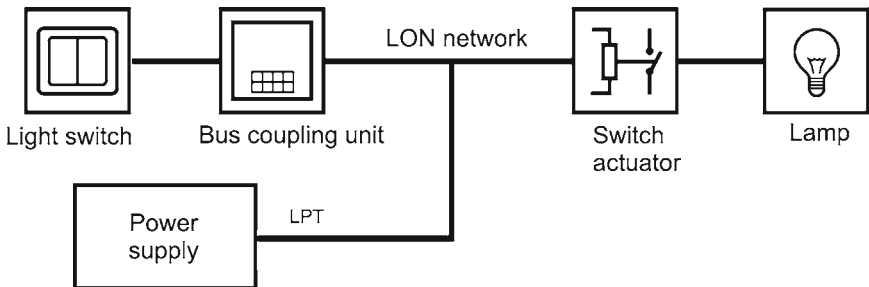 LON network
Light switch
Bus coupling unit
Switch
actuator
Lamp
Power
supply
LPT